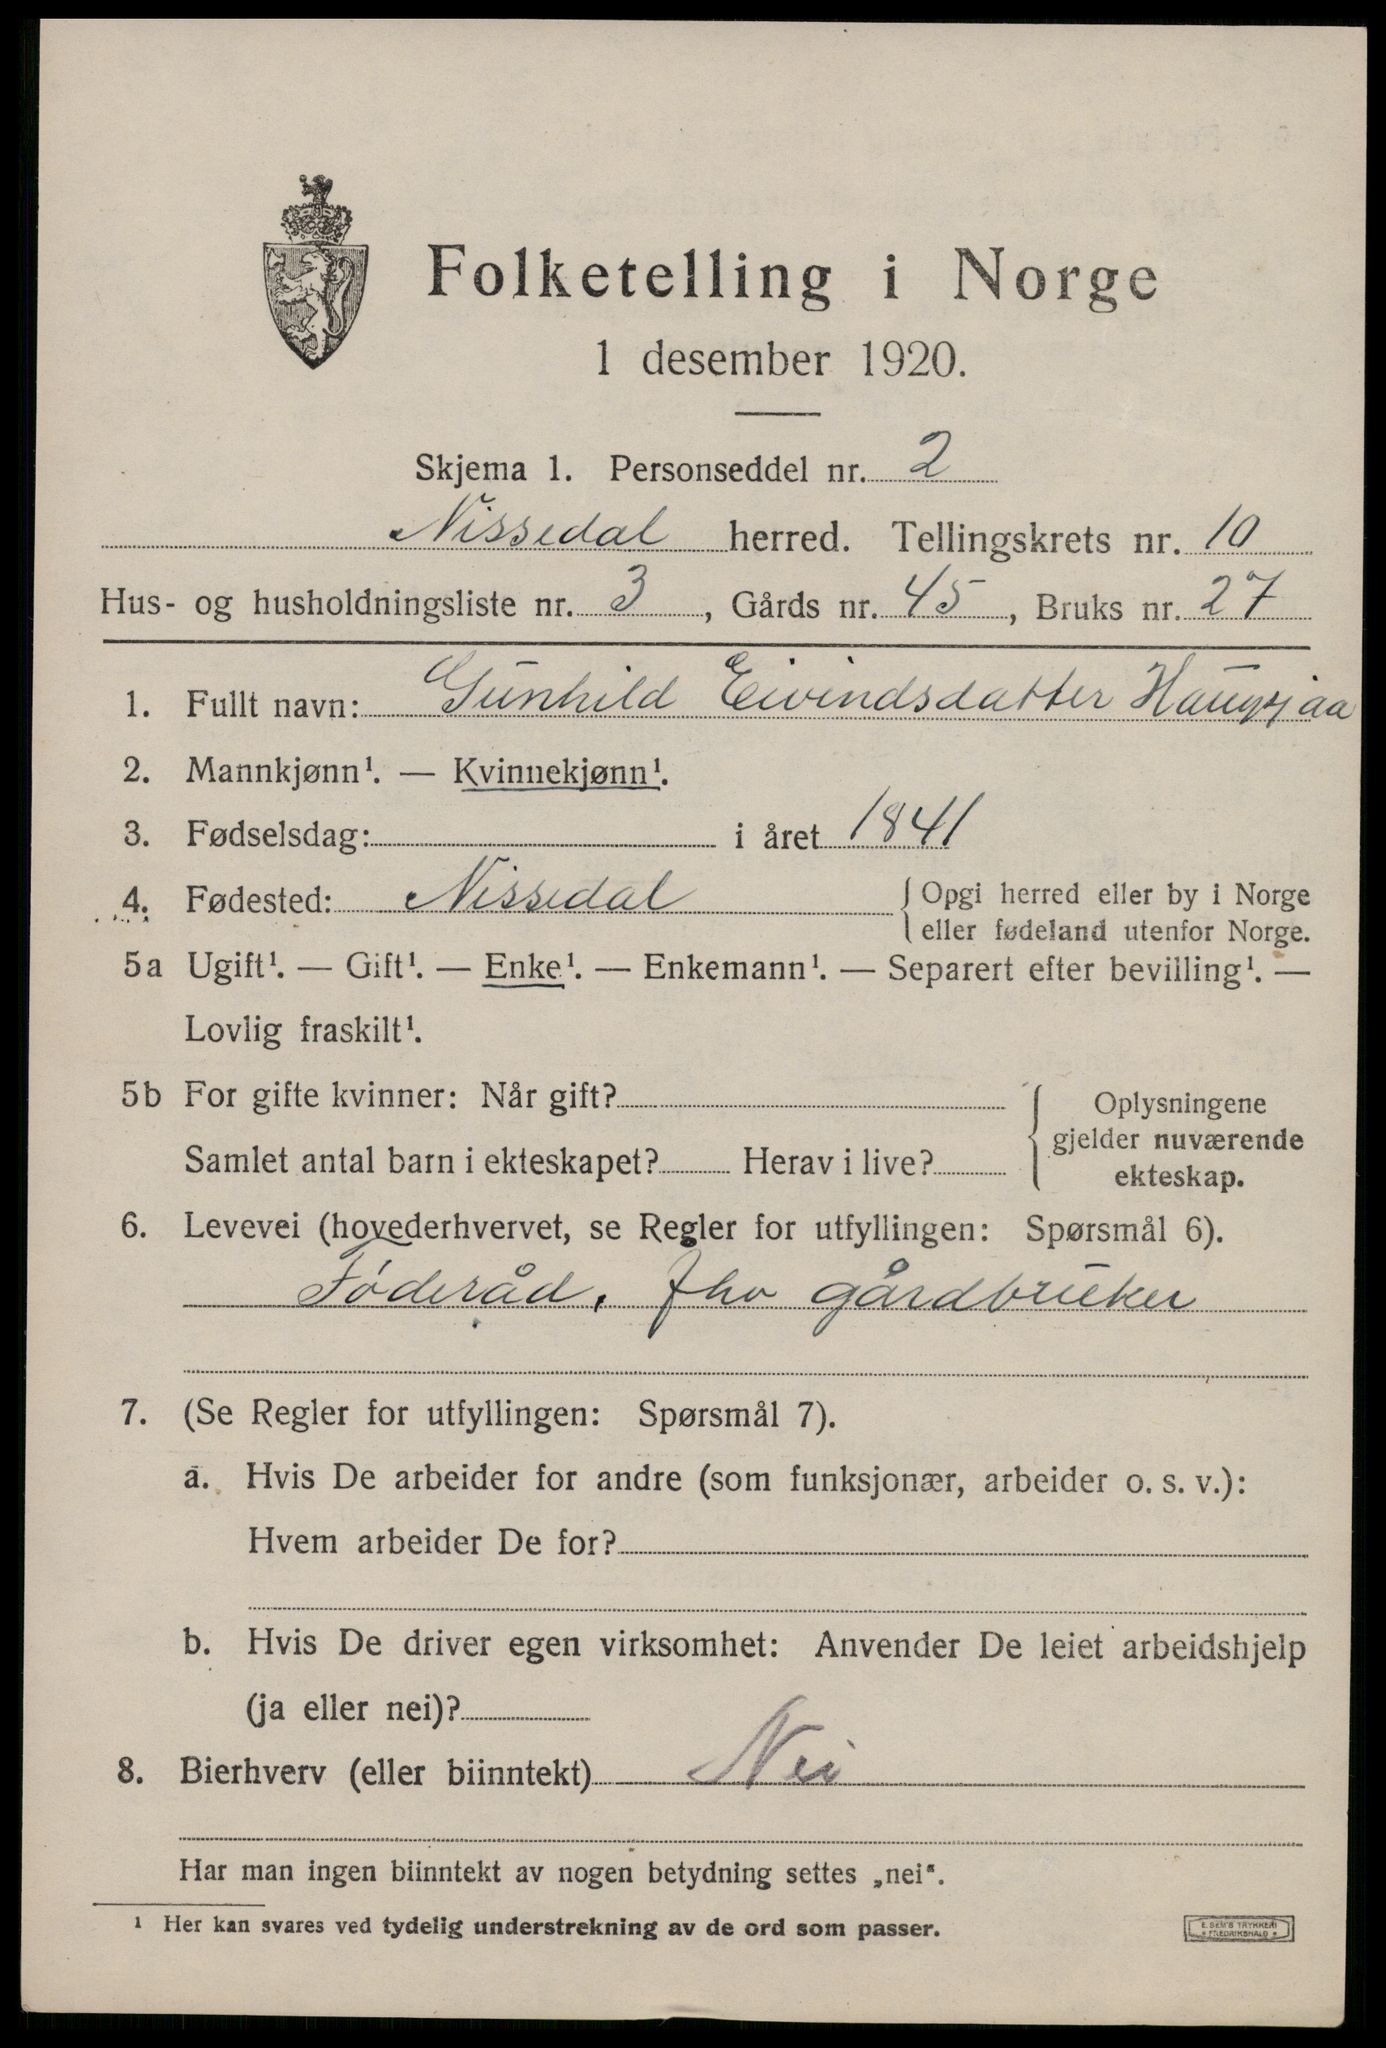 Folketelling i Norge
1 desember 1920.
Skjema 1. Personseddel nr. 2
Nissedal herred. Tellingskrets nr. 10
Hus- og husholdningsliste nr. 3, Gårds nr. 45, Bruks nr. 27
1. Fullt navn: Gunhild Eivindsdatter Haugsjaa
2. Mannkjønn¹. — Kvinnekjønn¹.
3. Fødselsdag: i året 1841
4. Fødested: Nissedal {Opgi herred eller by i Norge
eller fødeland utenfor Norge.
5a Ugift¹. — Gift¹. — Enke¹. — Enkemann¹. — Separert efter bevilling¹. —
Lovlig fraskilt¹.
5b For gifte kvinner: Når gift?
Samlet antal barn i ekteskapet? Herav i live?
Oplysningene
gjelder nuværende
ekteskap.
6. Levevei (hovederhvervet, se Regler for utfyllingen: Spørsmål 6).
Føderåd, fhv gårdbruker
7. (Se Regler for utfyllingen: Spørsmål 7).
a. Hvis De arbeider for andre (som funksjonær, arbeider o. s. v.):
Hvem arbeider De for?
b. Hvis De driver egen virksomhet: Anvender De leiet arbeidshjelp
(ja eller nei)?
8. Bierhverv (eller biinntekt) Nei
Har man ingen biinntekt av nogen betydning settes „nei".
¹ Her kan svares ved tydelig understrekning av de ord som passer.
E. SEM'S TRYKKERI
* FREDRIKSHALD *